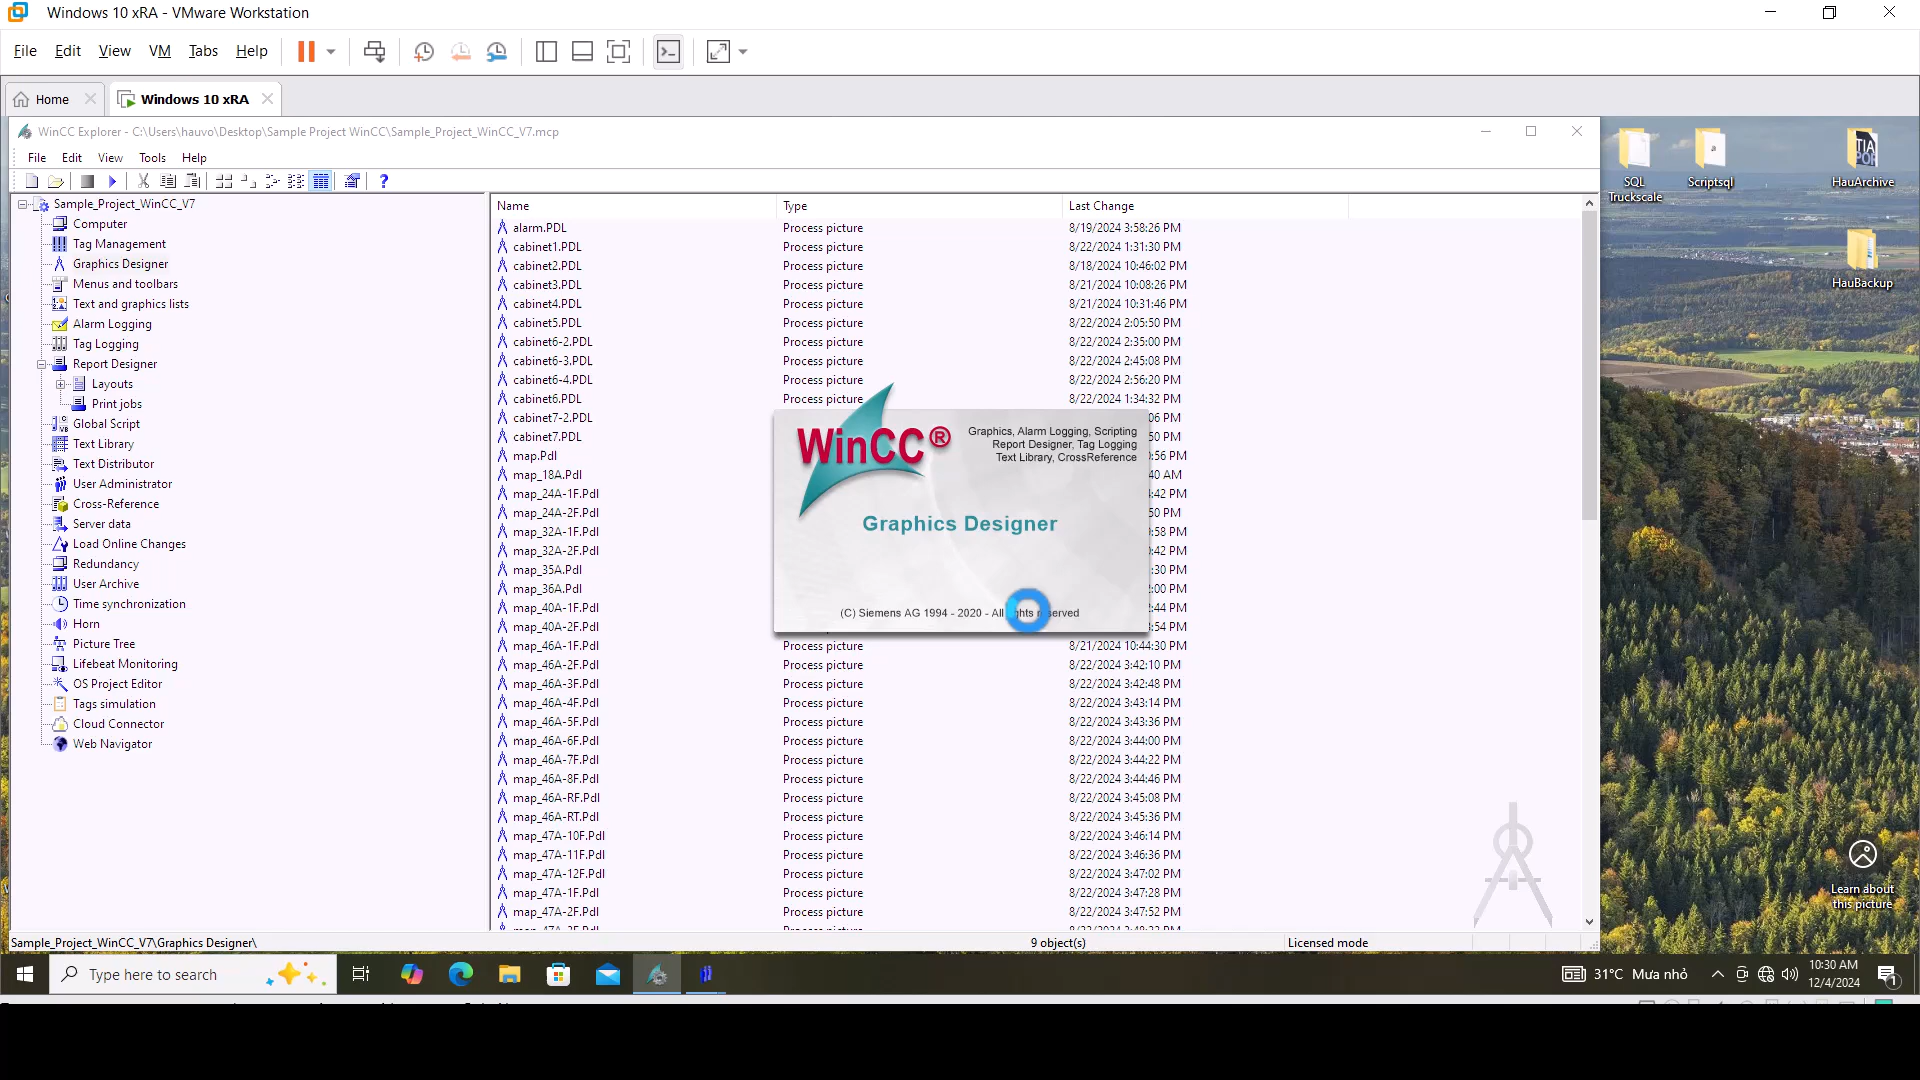 Windows 10 xRA - VMware Workstation
File Edit View VM Tabs Help
Home
Windows 10 xRA
WinCC Explorer - C:\Users\hauvo\Desktop\Sample Project WinCC\Sample_Project_WinCC_V7.mcp
File Edit View Tools Help
Sample_Project_WinCC_V7
Computer
Tag Management
Graphics Designer
Menus and toolbars
Text and graphics lists
Alarm Logging
Tag Logging
Report Designer
Layouts
Print jobs
Global Script
Text Library
Text Distributor
User Administrator
Cross-Reference
Server data
Load Online Changes
Redundancy
User Archive
Time synchronization
Horn
Picture Tree
Lifebeat Monitoring
OS Project Editor
Tags simulation
Cloud Connector
Web Navigator
Name Type Last Change
alarm.PDL Process picture 8/19/2024 3:58:26 PM
cabinet1.PDL Process picture 8/22/2024 1:31:30 PM
cabinet2.PDL Process picture 8/18/2024 10:46:02 PM
cabinet3.PDL Process picture 8/21/2024 10:08:26 PM
cabinet4.PDL Process picture 8/21/2024 10:31:46 PM
cabinet5.PDL Process picture 8/22/2024 2:05:50 PM
cabinet6-2.PDL Process picture 8/22/2024 2:35:00 PM
cabinet6-3.PDL Process picture 8/22/2024 2:45:08 PM
cabinet6-4.PDL Process picture 8/22/2024 2:56:20 PM
cabinet6.PDL Process picture 8/22/2024 1:34:32 PM
cabinet7-2.PDL
cabinet7.PDL
map.Pdl
map_18A.Pdl
map_24A-1F.Pdl
map_24A-2F.Pdl
map_32A-1F.Pdl
map_32A-2F.Pdl
map_35A.Pdl
map_36A.Pdl
map_40A-1F.Pdl
map_40A-2F.Pdl
map_46A-1F.Pdl Process picture 8/21/2024 10:44:30 PM
map_46A-2F.Pdl Process picture 8/22/2024 3:42:10 PM
map_46A-3F.Pdl Process picture 8/22/2024 3:42:48 PM
map_46A-4F.Pdl Process picture 8/22/2024 3:43:14 PM
map_46A-5F.Pdl Process picture 8/22/2024 3:43:36 PM
map_46A-6F.Pdl Process picture 8/22/2024 3:44:00 PM
map_46A-7F.Pdl Process picture 8/22/2024 3:44:22 PM
map_46A-8F.Pdl Process picture 8/22/2024 3:44:46 PM
map_46A-RF.Pdl Process picture 8/22/2024 3:45:08 PM
map_46A-RT.Pdl Process picture 8/22/2024 3:45:36 PM
map_47A-10F.Pdl Process picture 8/22/2024 3:46:14 PM
map_47A-11F.Pdl Process picture 8/22/2024 3:46:36 PM
map_47A-12F.Pdl Process picture 8/22/2024 3:47:02 PM
map_47A-1F.Pdl Process picture 8/22/2024 3:47:28 PM
map_47A-2F.Pdl Process picture 8/22/2024 3:47:52 PM
WinCC®
Graphics, Alarm Logging, Scripting
Report Designer, Tag Logging
Text Library, CrossReference
Graphics Designer
(C) Siemens AG 1994 - 2020 - All rights reserved
Sample_Project_WinCC_V7\Graphics Designer\ 9 object(s) Licensed mode
SQL
Truckscale
Scriptsql
HauArchive
HauBackup
Learn about
this picture
Type here to search
31°C Mưa nhỏ
10:30 AM
12/4/2024
1